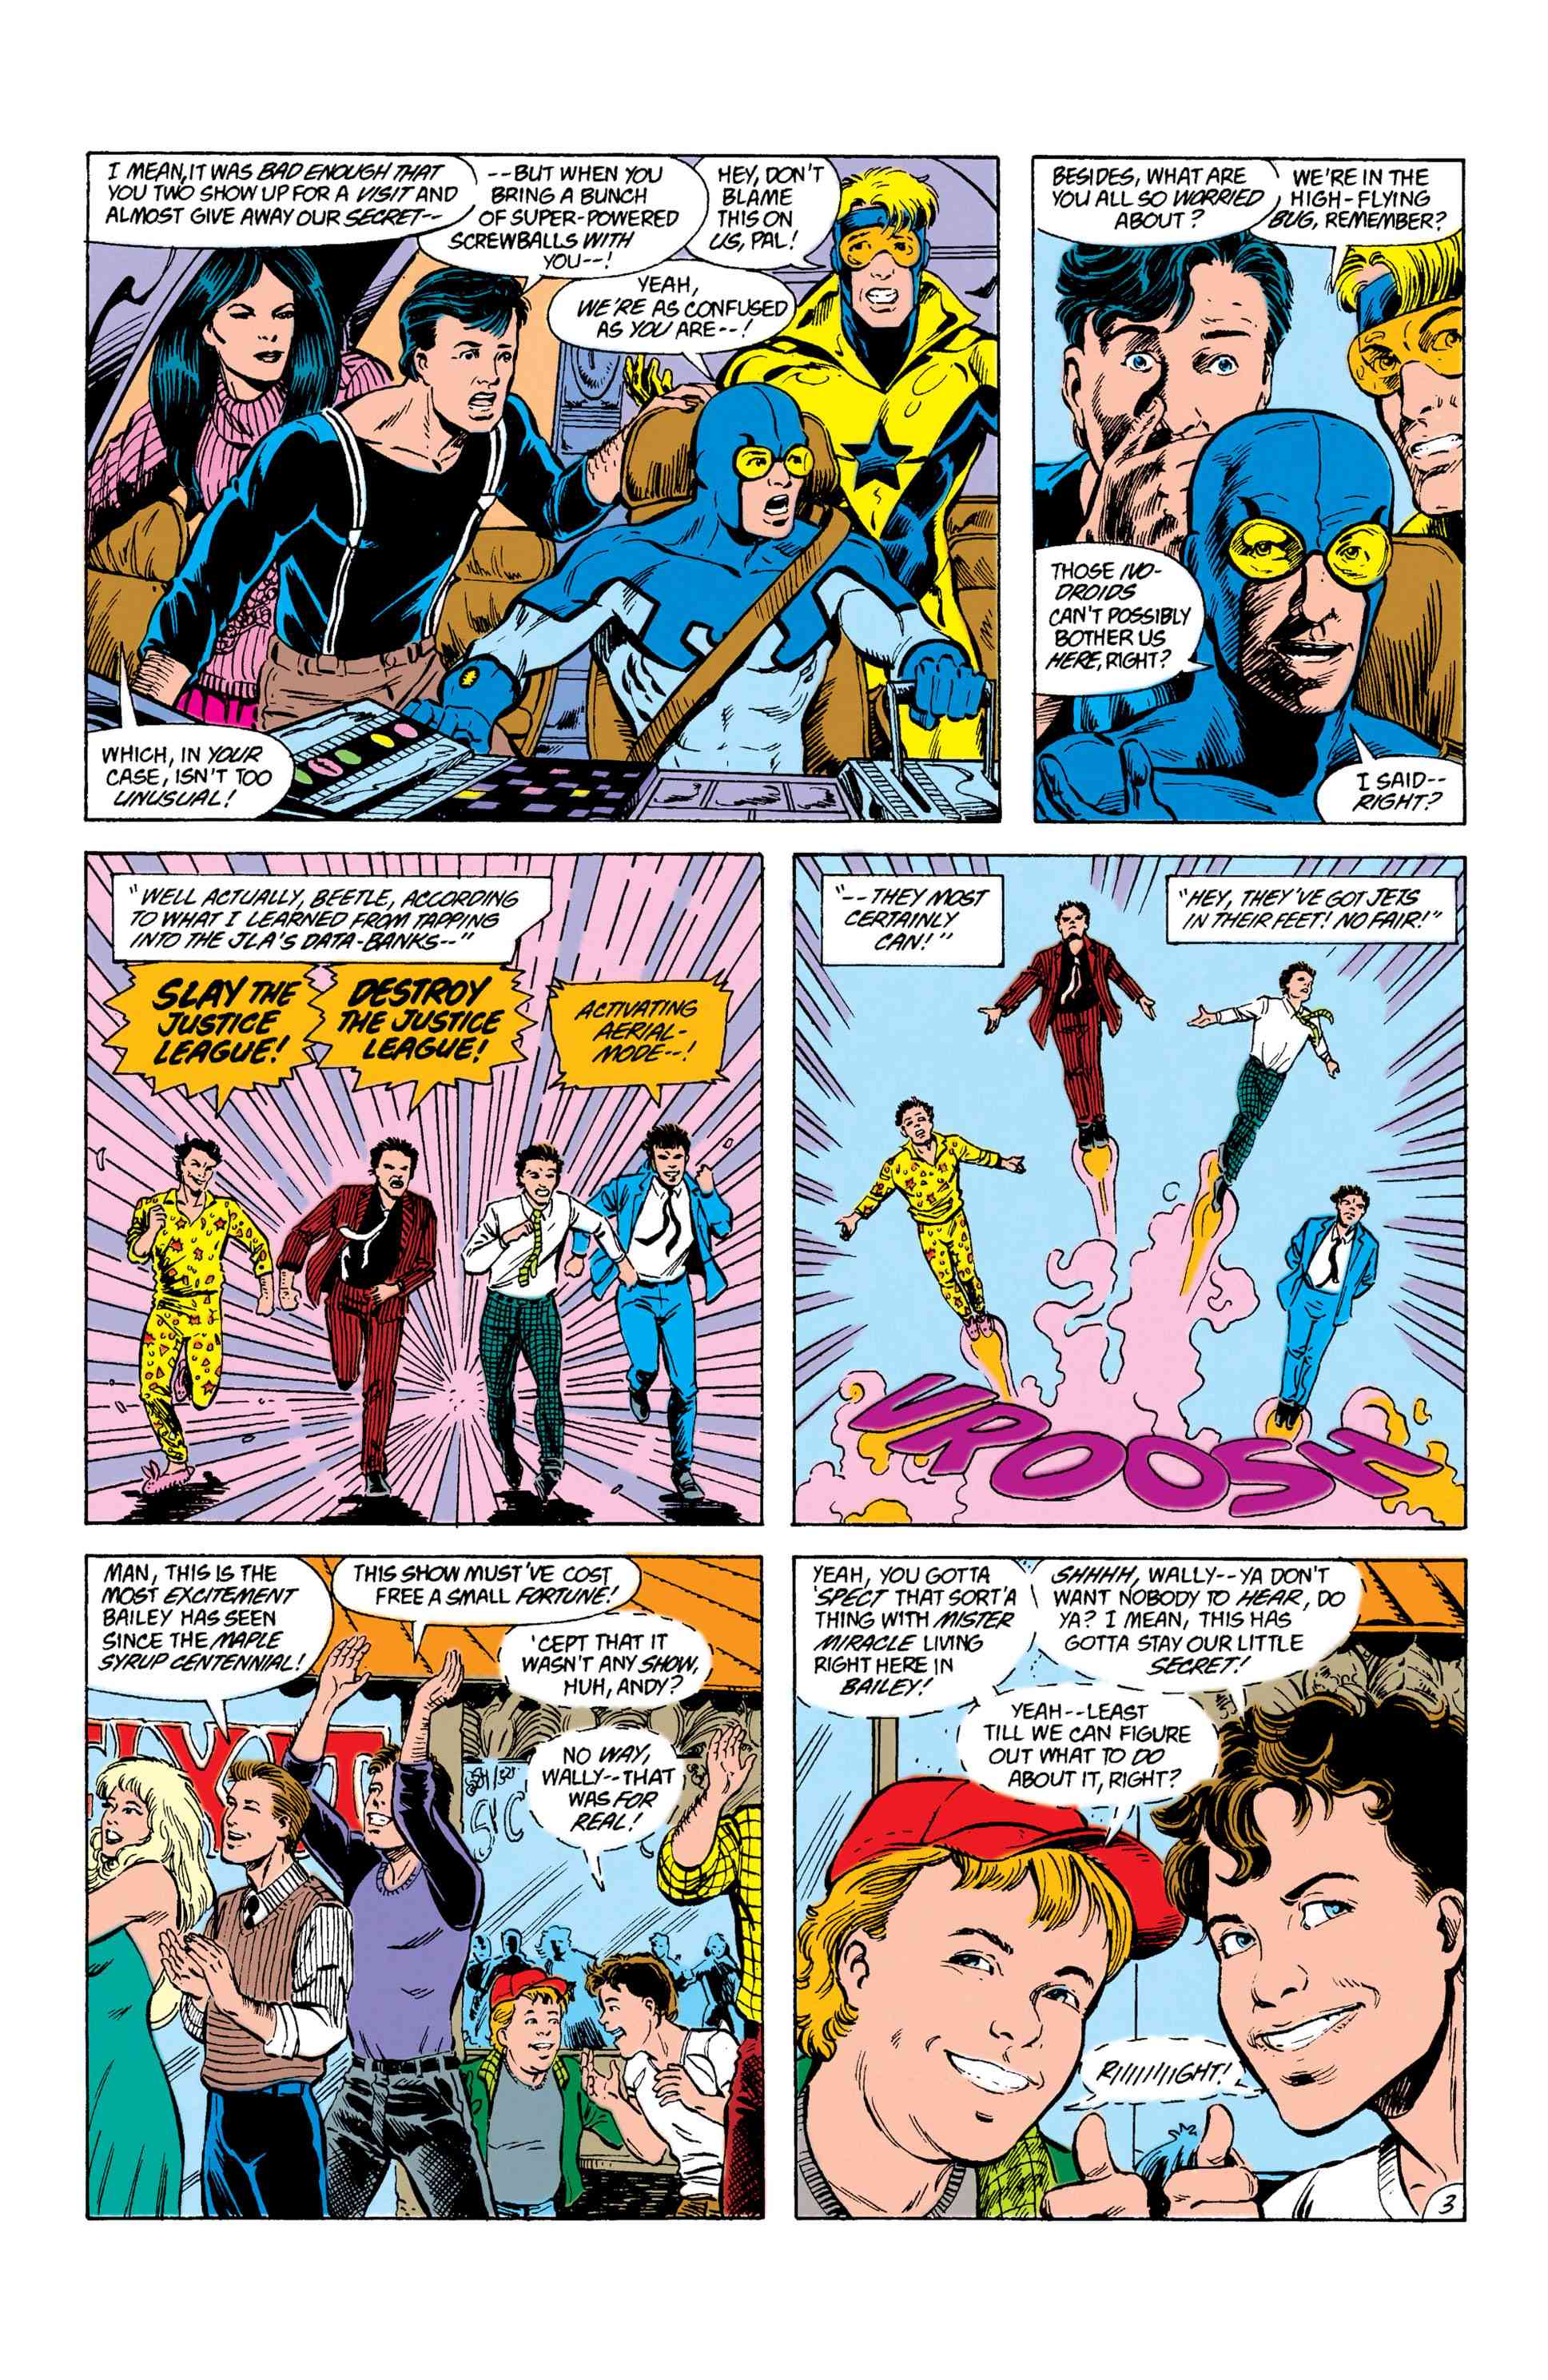 I MEAN, IT WAS BAD ENOUGH THAT
YOU TWO SHOW UP FOR A VISIT AND
ALMOST GIVE AWAY OUR SECRET--
--BUT WHEN YOU
BRING A BUNCH
OF SUPER-POWERED
SCREWBALLS WITH
YOU--!
HEY, DON'T
BLAME
THIS ON
US, PAL!
YEAH,
WE'RE AS CONFUSED
AS YOU ARE--!
WHICH, IN YOUR
CASE, ISN'T TOO
UNUSUAL!
BESIDES, WHAT ARE
YOU ALL SO WORRIED
ABOUT?
WE'RE IN THE
HIGH-FLYING
BUG, REMEMBER?
THOSE IVO-
DROIDS
CAN'T POSSIBLY
BOTHER US
HERE, RIGHT?
I SAID--
RIGHT?
"WELL ACTUALLY, BEETLE, ACCORDING
TO WHAT I LEARNED FROM TAPPING
INTO THE JLA'S DATA-BANKS--"
SLAY THE
JUSTICE
LEAGUE!
DESTROY
THE JUSTICE
LEAGUE!
ACTIVATING
AERIAL-
MODE--!
"--THEY MOST
CERTAINLY
CAN!"
"HEY, THEY'VE GOT JETS
IN THEIR FEET! NO FAIR!"
VROOSH
MAN, THIS IS THE
MOST EXCITEMENT
BAILEY HAS SEEN
SINCE THE MAPLE
SYRUP CENTENNIAL!
THIS SHOW MUST'VE COST
FREE A SMALL FORTUNE!
'CEPT THAT IT
WASN'T ANY SHOW,
HUH, ANDY?
NO WAY,
WALLY--THAT
WAS FOR
REAL!
YEAH, YOU GOTTA
'SPECT THAT SORT'A
THING WITH MISTER
MIRACLE LIVING
RIGHT HERE IN
BAILEY!
SHHHH, WALLY--YA DON'T
WANT NOBODY TO HEAR, DO
YA? I MEAN, THIS HAS
GOTTA STAY OUR LITTLE
SECRET!
YEAH--LEAST
TILL WE CAN FIGURE
OUT WHAT TO DO
ABOUT IT, RIGHT?
RIIIIIIIGHT!
3